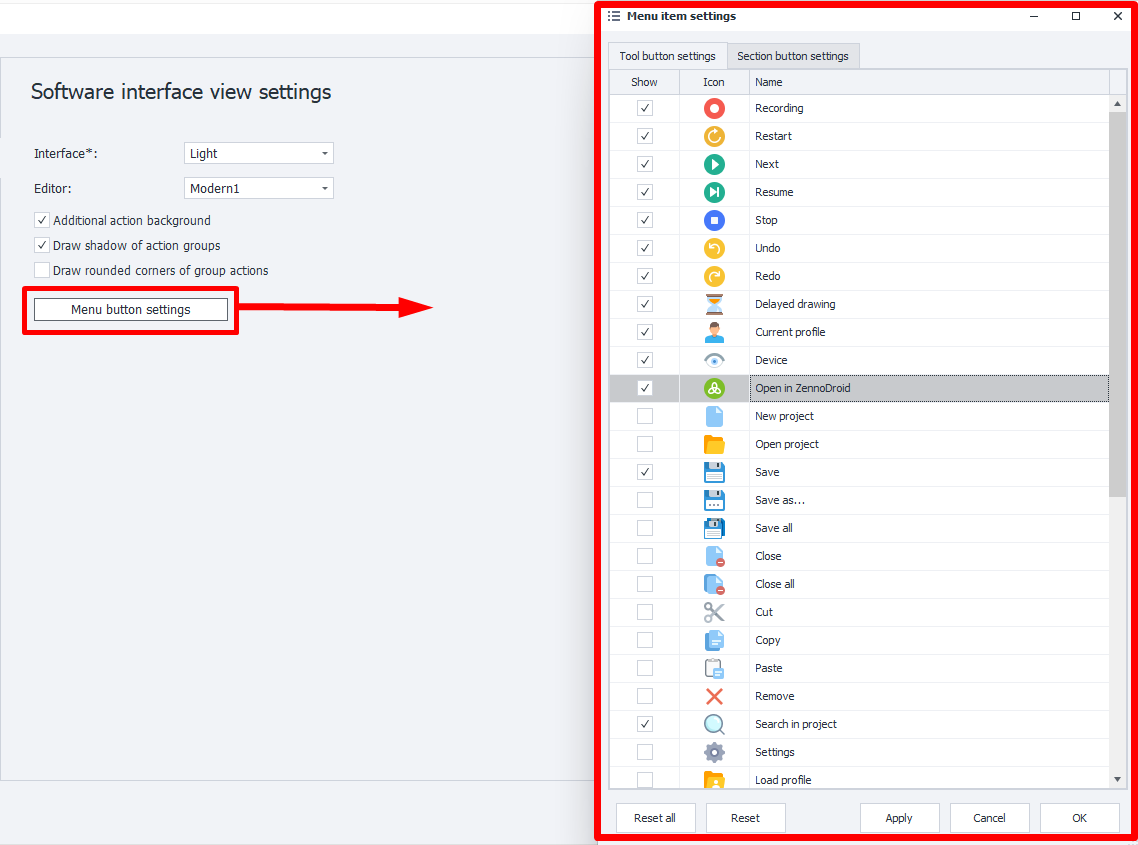 Software interface view settings
Interface*:
Light
Editor:
Modern1
Additional action background
Draw shadow of action groups
Draw rounded corners of group actions
Menu button settings
Menu item settings
Tool button settings
Section button settings
Show Icon Name
Recording
Restart
Next
Resume
Stop
Undo
Redo
Delayed drawing
Current profile
Device
Open in ZennoDroid
New project
Open project
Save
Save as...
Save all
Close
Close all
Cut
Copy
Paste
Remove
Search in project
Settings
Load profile
Reset all
Reset
Apply
Cancel
OK